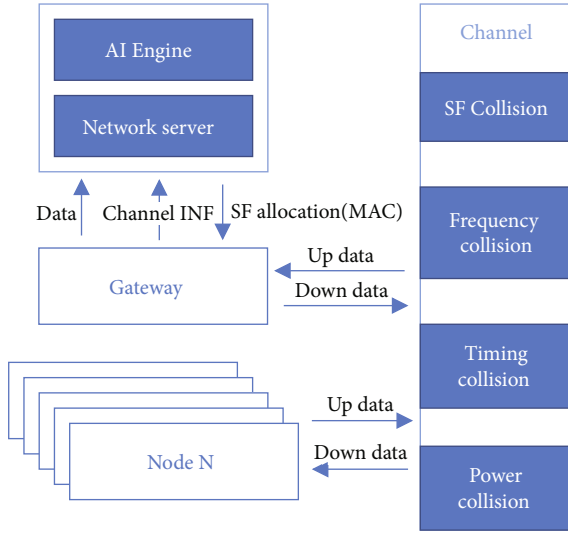 AI Engine
Network server
Data
Channel INF
SF allocation(MAC)
Gateway
Up data
Down data
Node N
Up data
Down data
Channel
SF Collision
Frequency
collision
Timing
collision
Power
collision